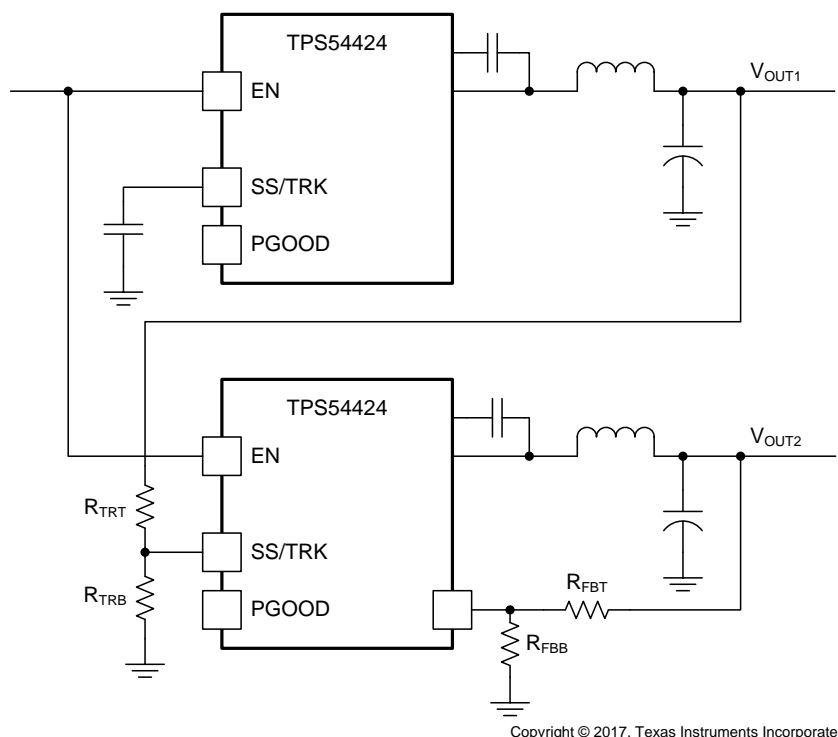 TPS54424
EN
SS/TRK
PGOOD
VOUT1
TPS54424
EN
SS/TRK
PGOOD
VOUT2
RTRT
RTRB
RFBT
RFBB
Copyright © 2017, Texas Instruments Incorporate